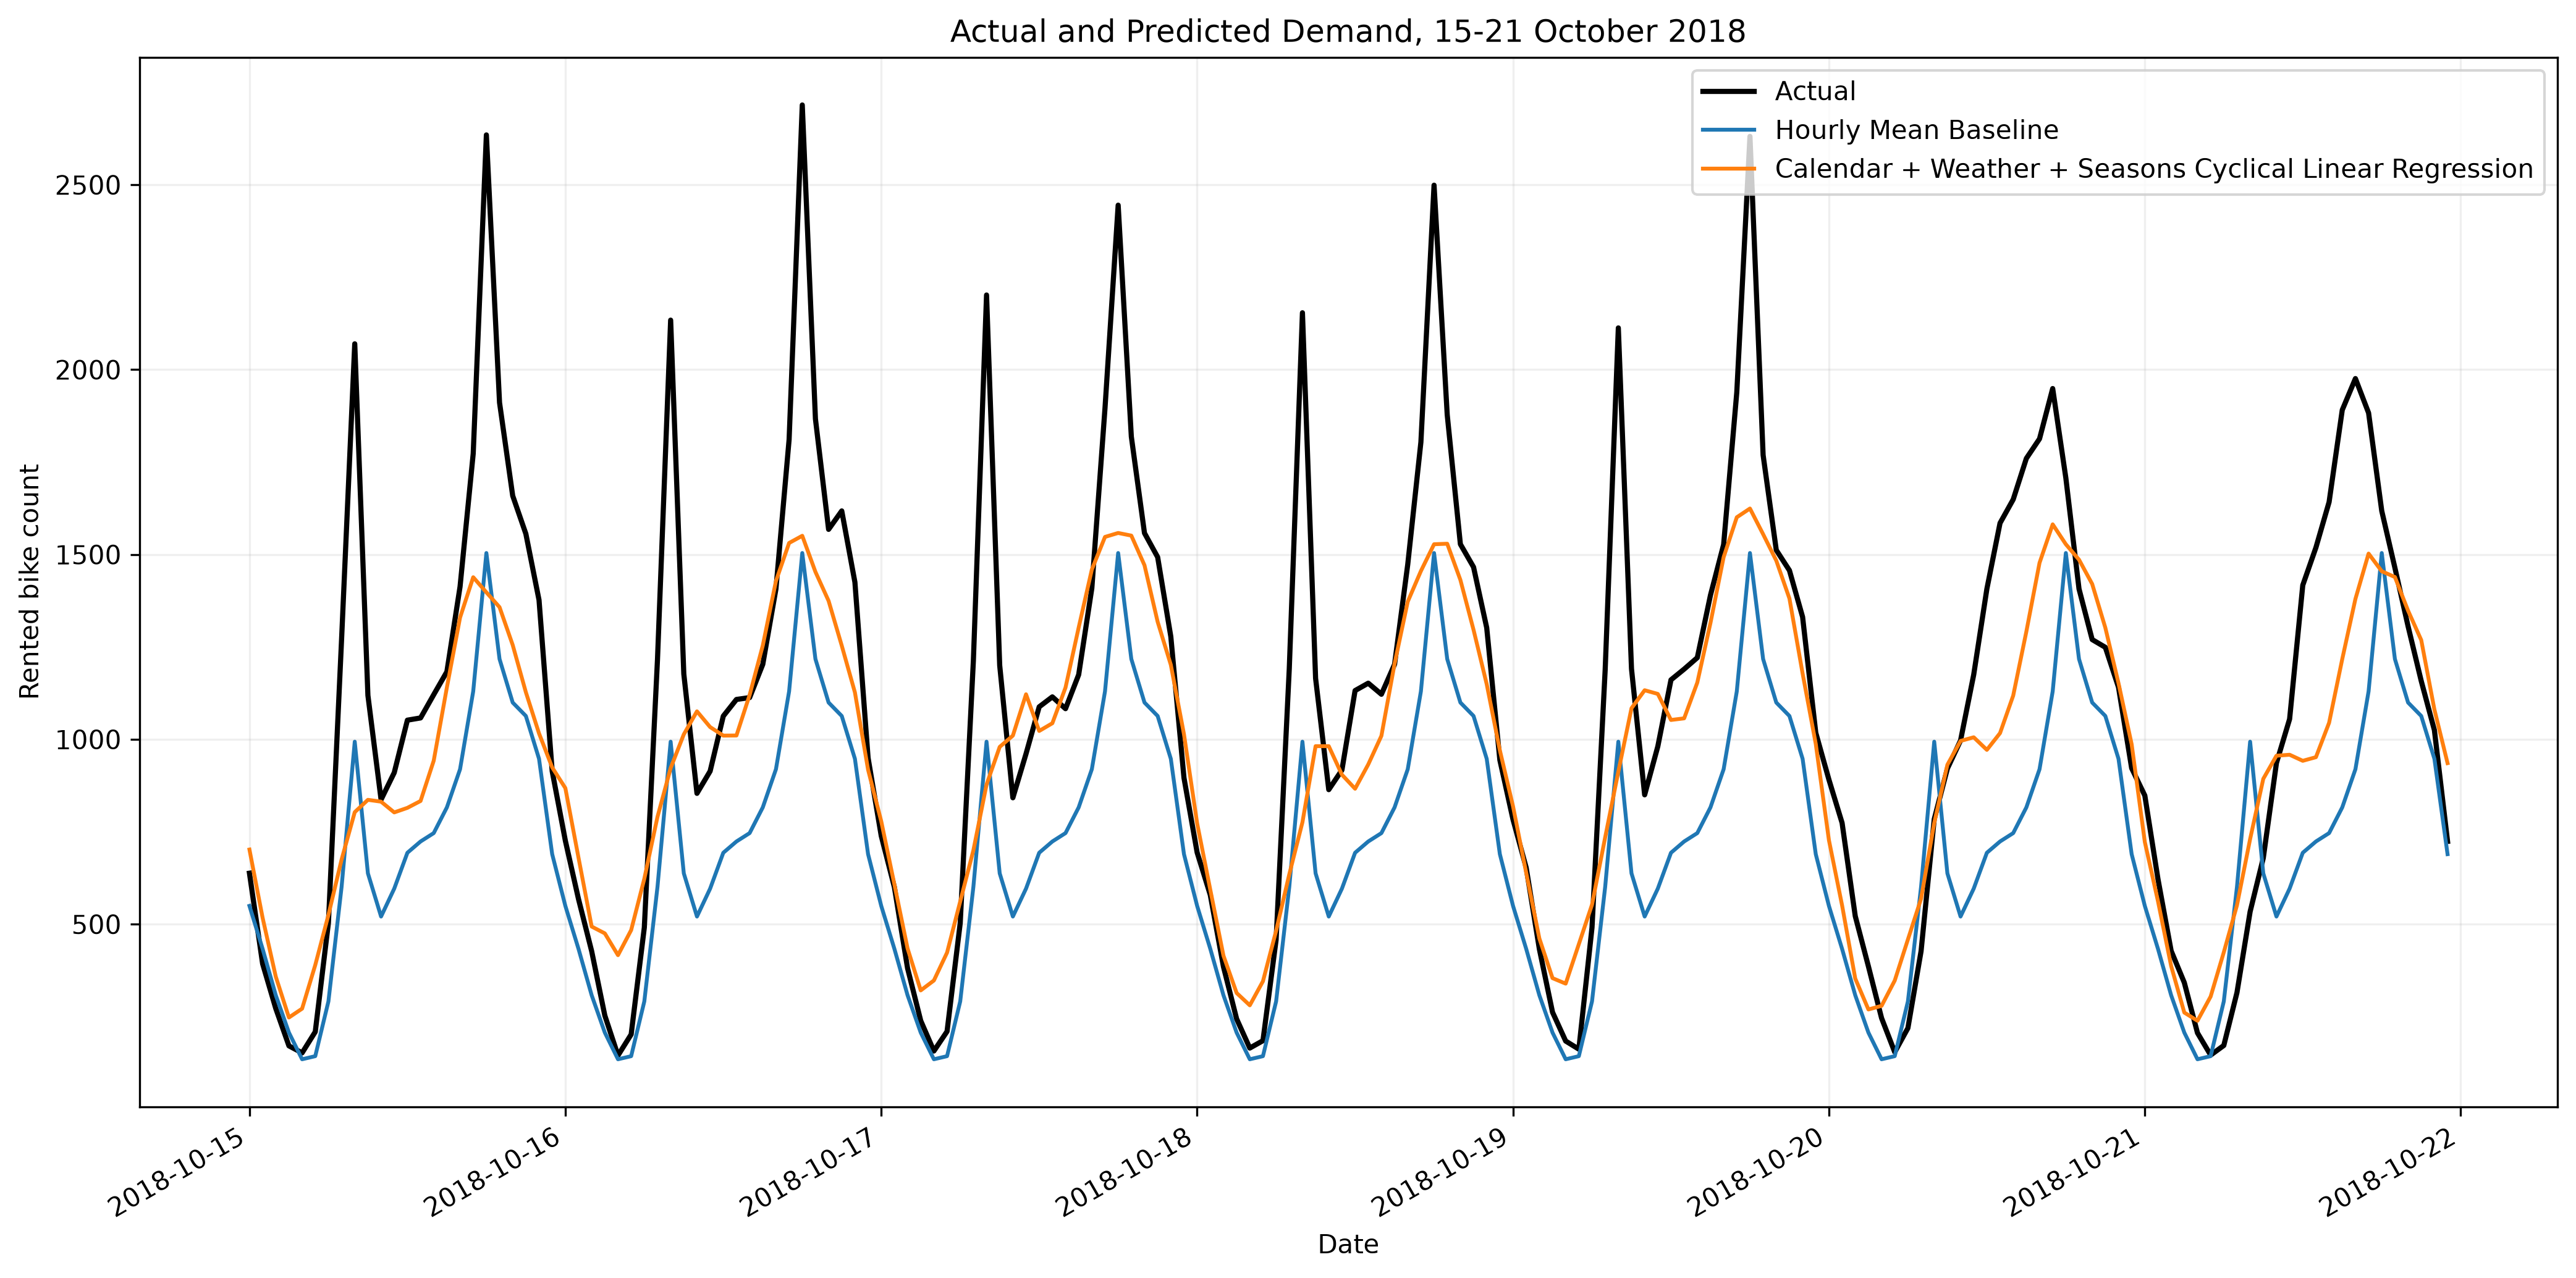 Actual and Predicted Demand, 15-21 October 2018
Actual
Hourly Mean Baseline
Calendar + Weather + Seasons Cyclical Linear Regression
Rented bike count
2500
2000
1500
1000
500
2018-10-15
2018-10-16
2018-10-17
2018-10-18
2018-10-19
2018-10-20
2018-10-21
2018-10-22
Date